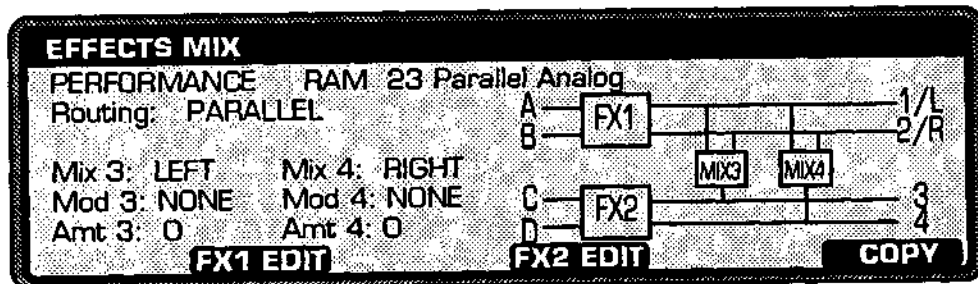 EFFECTS MIX
PERFORMANCE RAM 23 Parallel Analog
Routing: PARALLEL
A FX1 1/L
B 2/R
MIX3 MIX4
Mix 3: LEFT Mix 4: RIGHT
Mod 3: NONE Mod 4: NONE
Amt 3: 0 Amt 4: 0
C FX2 3
D 4
FX1 EDIT FX2 EDIT COPY